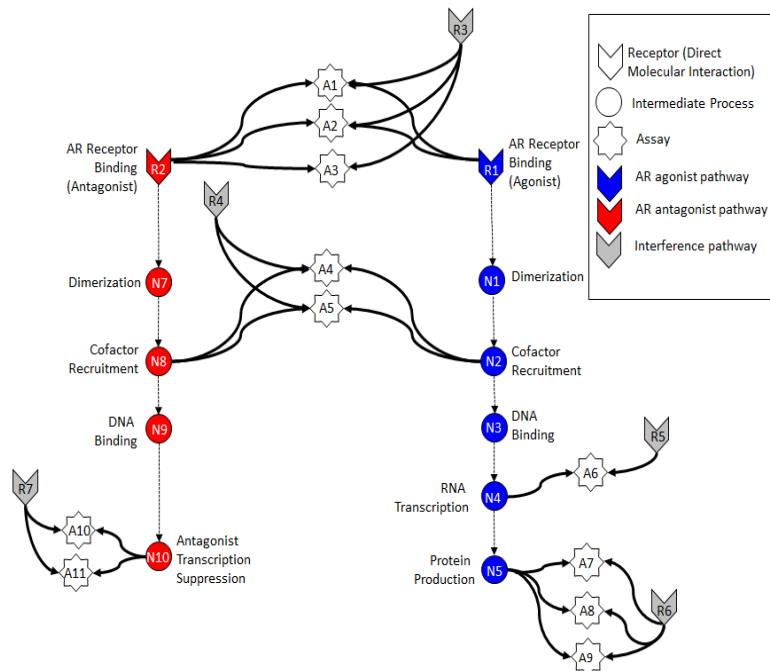 R3
A1
A2
A3
AR Receptor
Binding
(Antagonist)
R2
R1
AR Receptor
Binding
(Agonist)
R4
Dimerization
N7
A4
A5
N1
Dimerization
Cofactor
Recruitment
N8
N2
Cofactor
Recruitment
DNA
Binding
N9
N3
DNA
Binding
R5
A6
RNA
Transcription
N4
R7
A10
A11
N10
Antagonist
Transcription
Suppression
Protein
Production
N5
A7
A8
A9
R6
Receptor (Direct
Molecular Interaction)
Intermediate Process
Assay
AR agonist pathway
AR antagonist pathway
Interference pathway